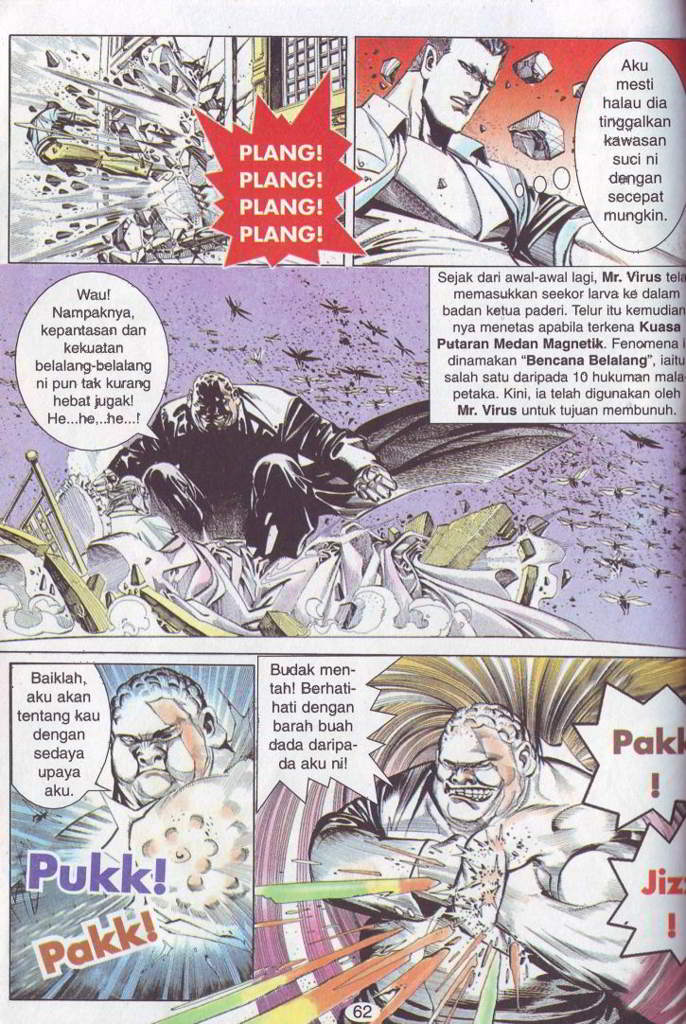 PLANG!
PLANG!
PLANG!
PLANG!
Aku
mesti
halau dia
tinggalkan
kawasan
suci ni
dengan
secepat
mungkin.
Wau!
Nampaknya,
kepantasan dan
kekuatan
belalang-belalang
ni pun tak kurang
hebat jugak!
He...he,..he...!
Sejak dari awal-awal lagi, Mr. Virus
memasukkan seekor larva ke dalam
badan ketua paderi. Telur itu kemudian
nya menetas apabila terkena Kuasa
Putaran Medan Magnetik. Fenomena
dinamakan “Bencana Belalang”, iaitu
salah satu daripada 10 hukuman mala-
petaka. Kini, ia telah digunakan oleh
Mr. Virus untuk tujuan membunuh.
Baiklah,
aku akan
tentang kau
dengan
sedaya
upaya
aku.
Pukk!
Pakk!
Budak men-
tah! Berhati-
hati dengan
barah buah
dada daripa-
da aku ni!
Pakk
!
Jizz
!
62